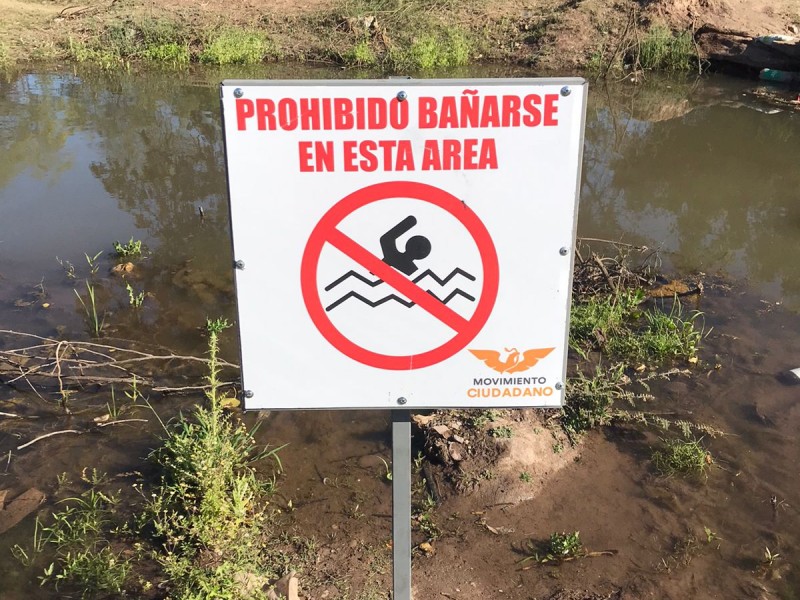 PROHIBIDO BAÑARSE
EN ESTA AREA
MOVIMIENTO
CIUDADANO